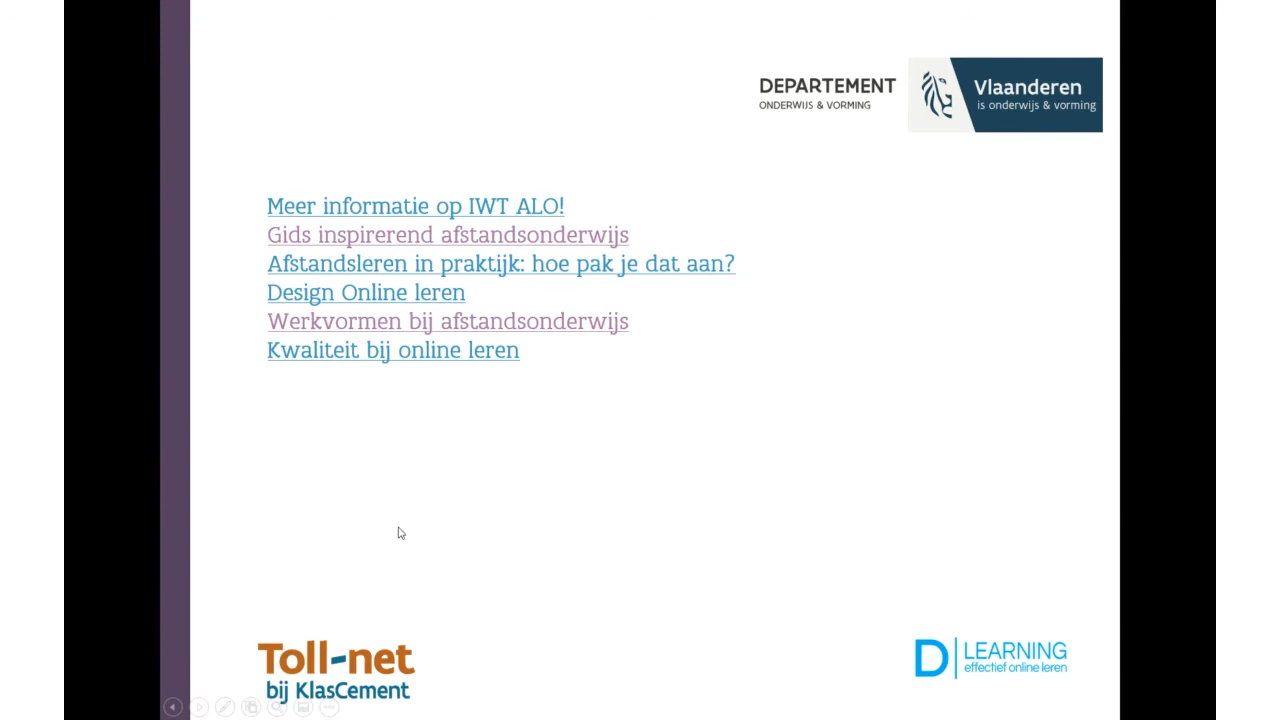 DEPARTEMENT
ONDERWIJS & VORMING
Vlaanderen
is onderwijs & vorming
Meer informatie op IWT ALO!
Gids inspirerend afstandsonderwijs
Afstandsleren in praktijk: hoe pak je dat aan?
Design Online leren
Werkvormen bij afstandsonderwijs
Kwaliteit bij online leren
Toll-net
bij KlasCement
D LEARNING
effectief online leren